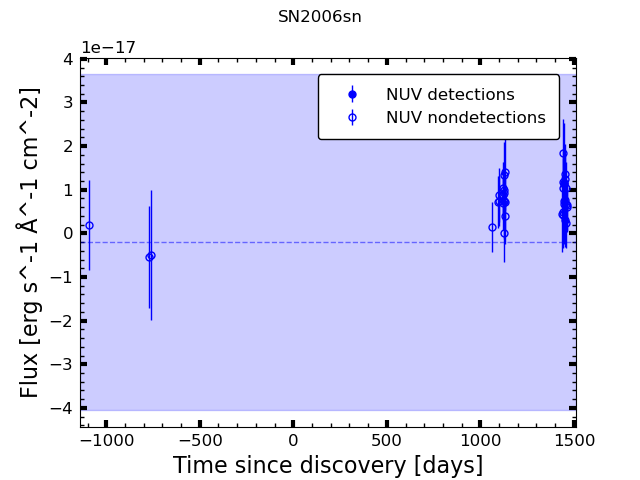 SN2006sn
1e−17
4
3
2
1
0
−1
−2
−3
−4
Flux [erg s^-1 Å^-1 cm^-2]
NUV detections
NUV nondetections
−1000 −500 0 500 1000 1500
Time since discovery [days]